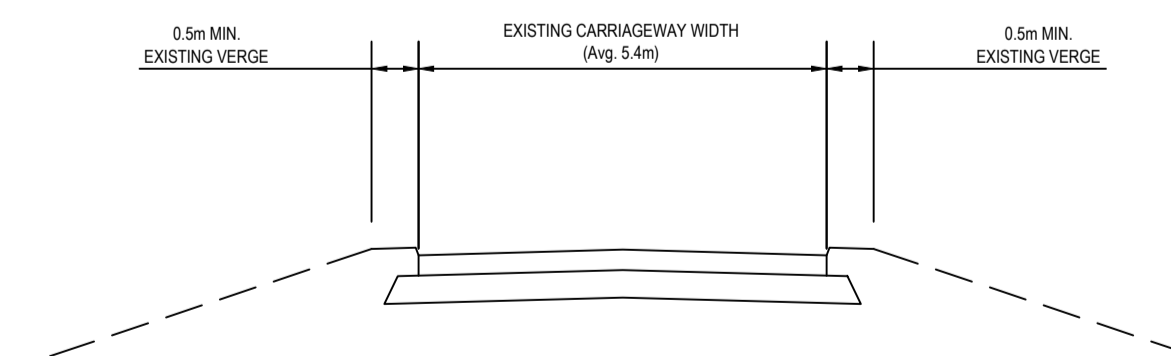 0.5m MIN.
EXISTING VERGE
EXISTING CARRIAGEWAY WIDTH
(Avg. 5.4m)
0.5m MIN.
EXISTING VERGE